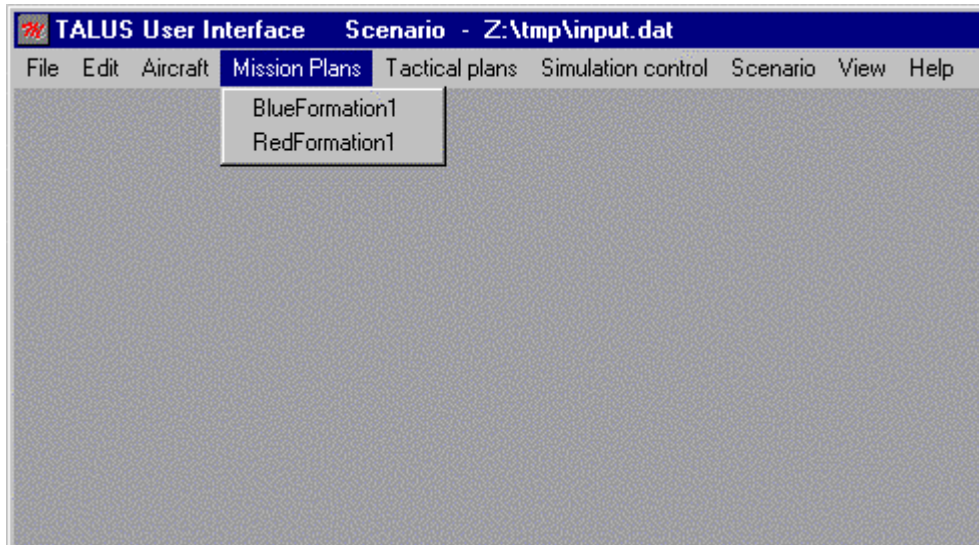 TALUS User Interface Scenario - Z:\tmp\input.dat
File Edit Aircraft Mission Plans Tactical plans Simulation control Scenario View Help
BlueFormation1
RedFormation1